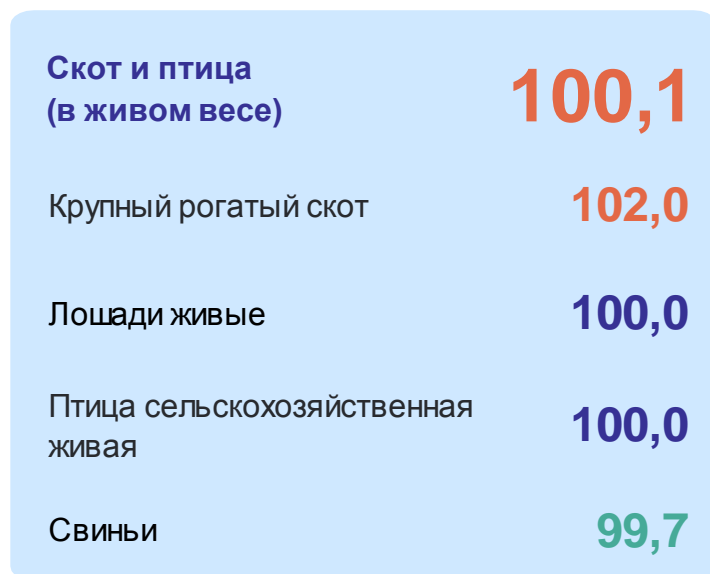 Скот и птица
(в живом весе)
100,1
Крупный рогатый скот 102,0
Лошади живые 100,0
Птица сельскохозяйственная
живая
100,0
Свиньи 99,7